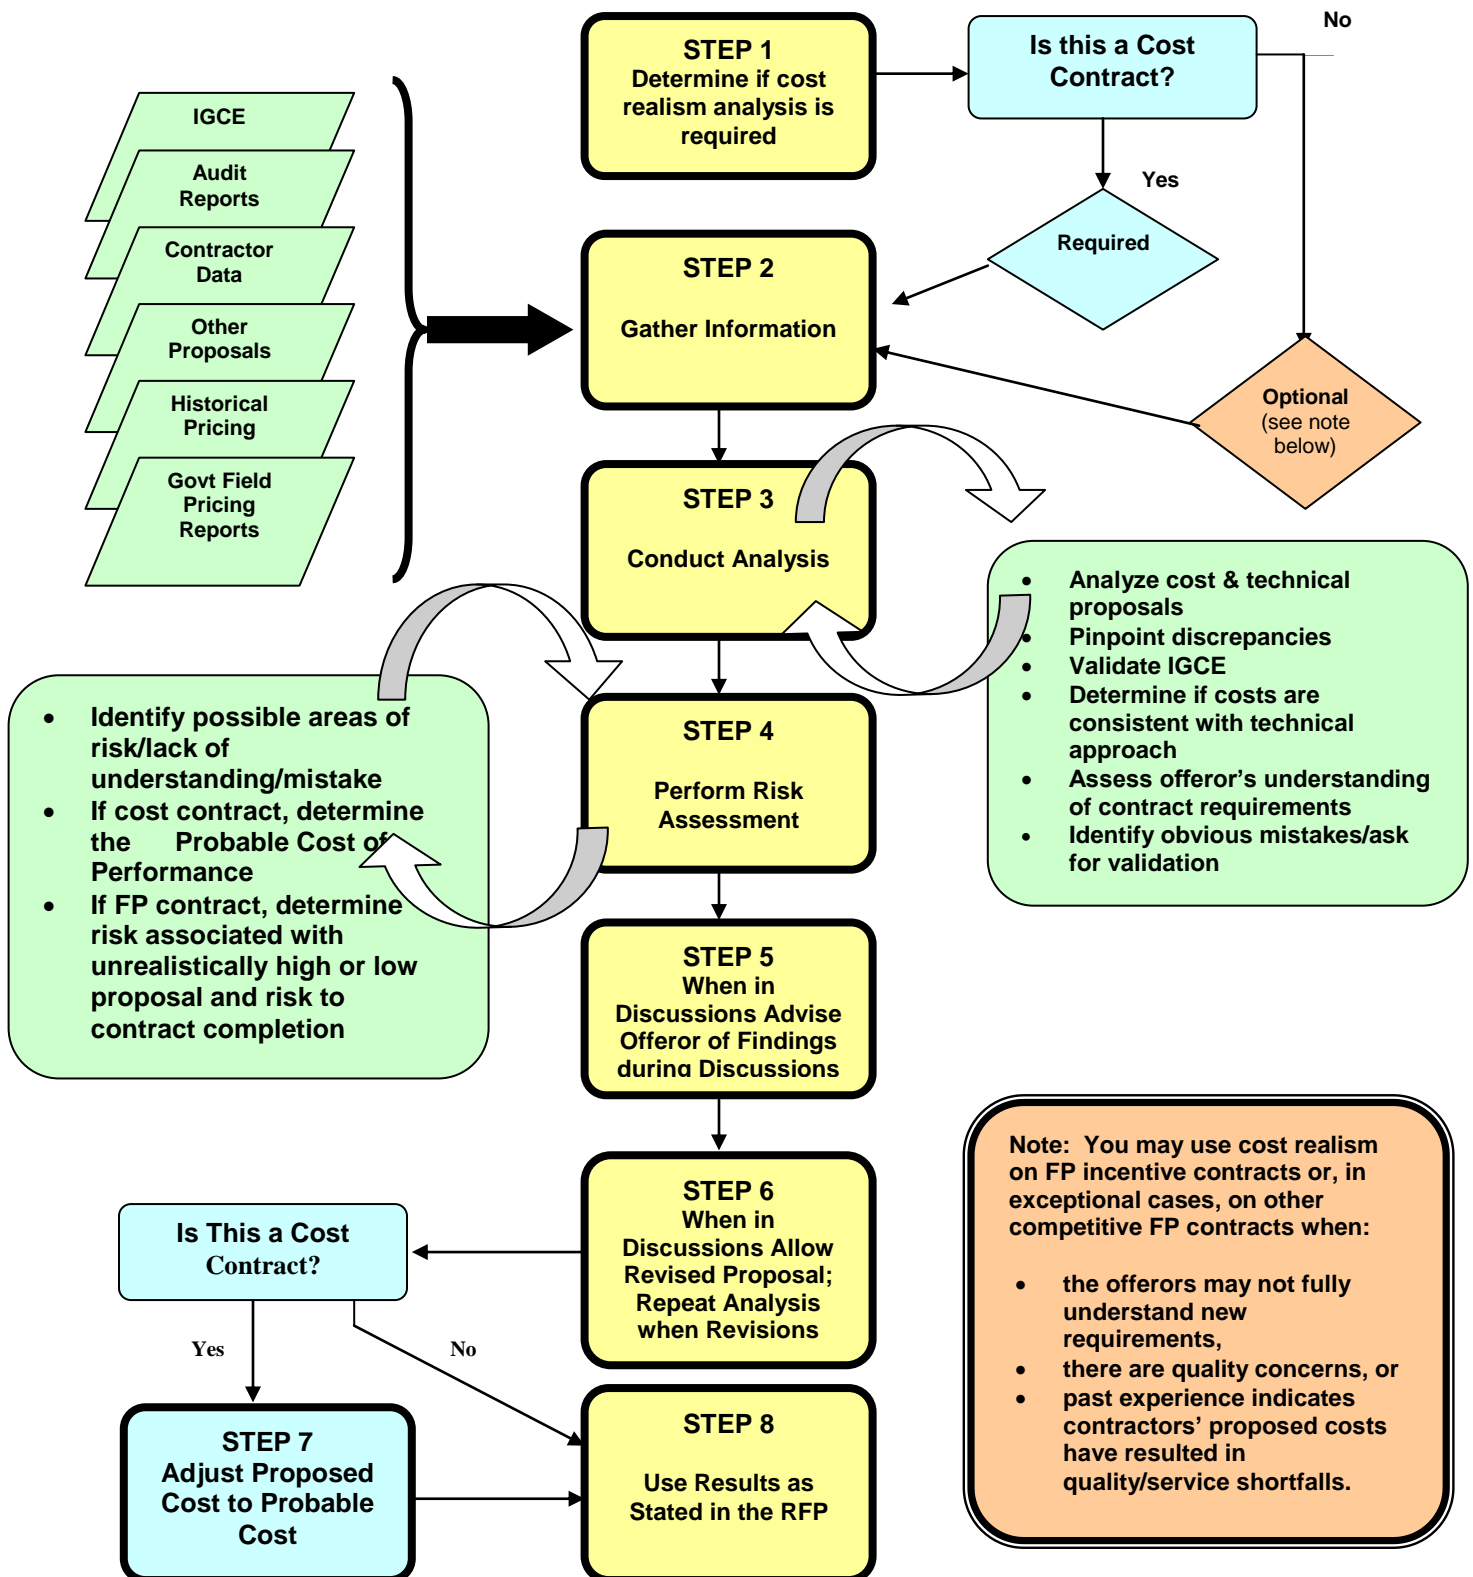 STEP 1
Determine if cost
realism analysis is
required
Is this a Cost
Contract?
No
Yes
Required
Optional
(see note
below)
IGCE
Audit
Reports
Contractor
Data
Other
Proposals
Historical
Pricing
Govt Field
Pricing
Reports
STEP 2
Gather Information
STEP 3
Conduct Analysis
• Analyze cost & technical
proposals
• Pinpoint discrepancies
• Validate IGCE
• Determine if costs are
consistent with technical
approach
• Assess offeror’s understanding
of contract requirements
• Identify obvious mistakes/ask
for validation
• Identify possible areas of
risk/lack of
understanding/mistake
• If cost contract, determine
the Probable Cost of
Performance
• If FP contract, determine
risk associated with
unrealistically high or low
proposal and risk to
contract completion
STEP 4
Perform Risk
Assessment
STEP 5
When in
Discussions Advise
Offeror of Findings
during Discussions
STEP 6
When in
Discussions Allow
Revised Proposal;
Repeat Analysis
when Revisions
Is This a Cost
Contract?
Yes
No
STEP 7
Adjust Proposed
Cost to Probable
Cost
STEP 8
Use Results as
Stated in the RFP
Note: You may use cost realism
on FP incentive contracts or, in
exceptional cases, on other
competitive FP contracts when:
• the offerors may not fully
understand new
requirements,
• there are quality concerns, or
• past experience indicates
contractors’ proposed costs
have resulted in
quality/service shortfalls.